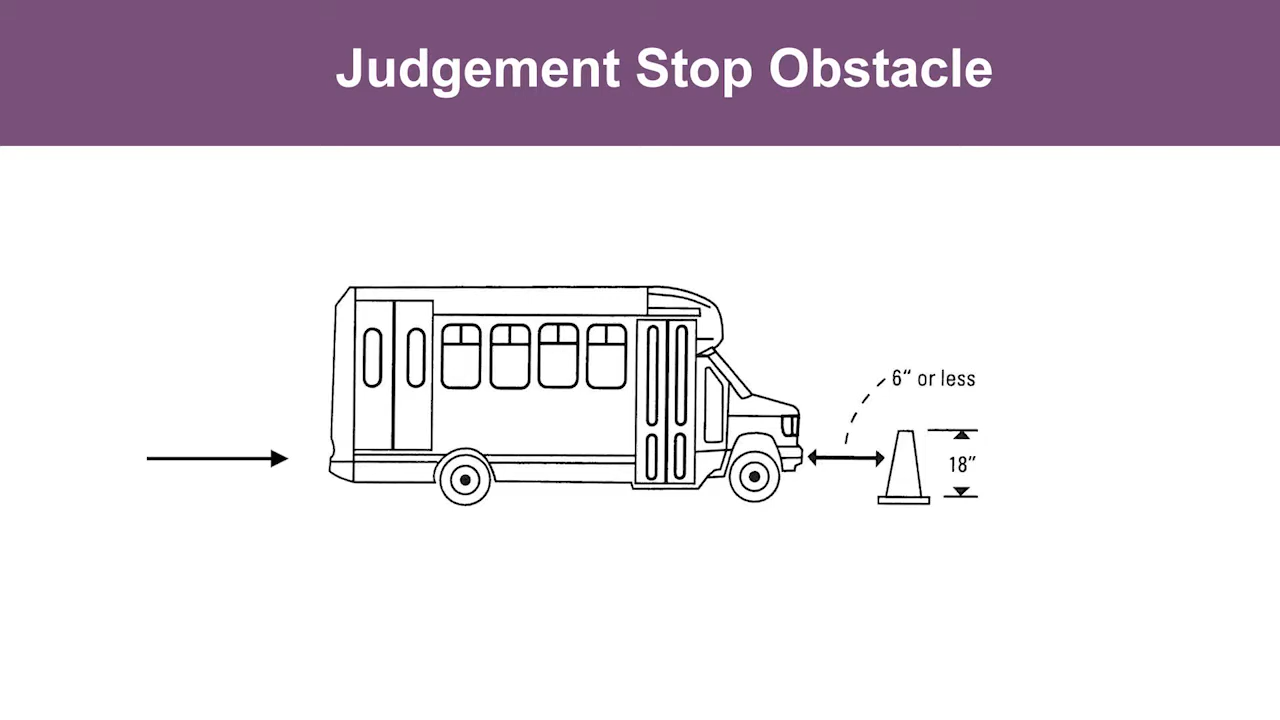 Judgement Stop Obstacle
6“ or less
18”